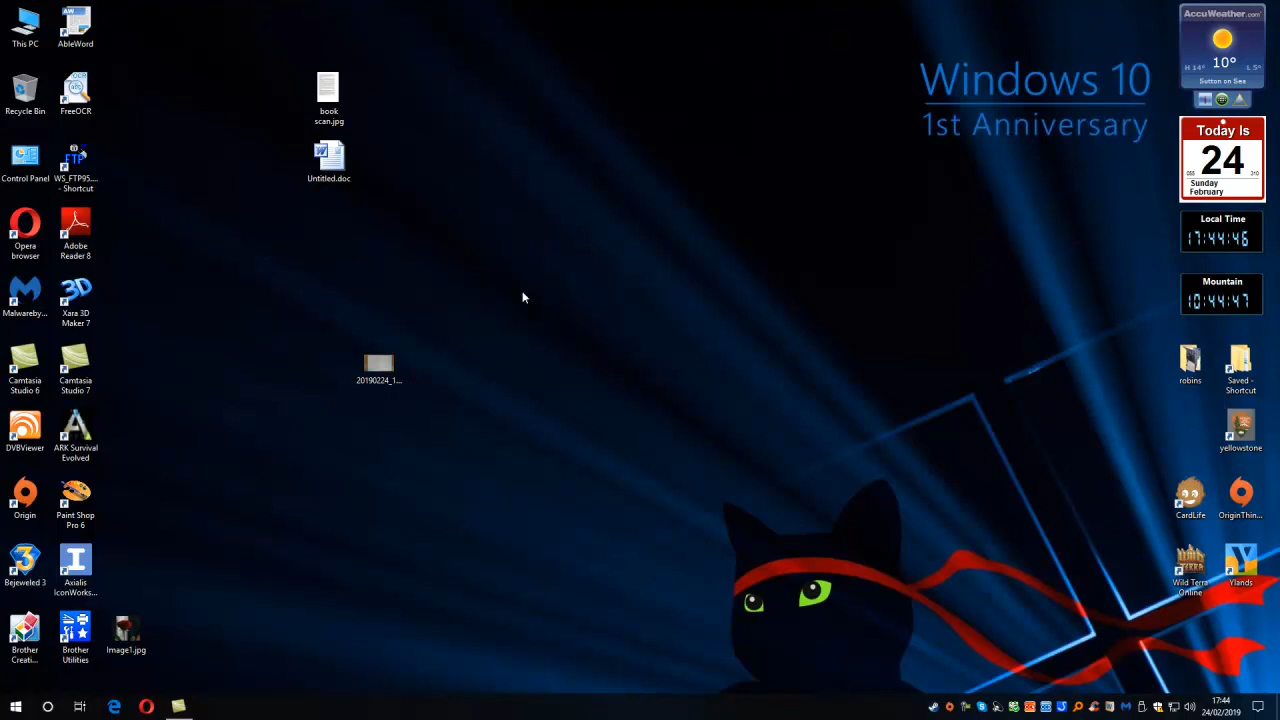 This PC
AbleWord
Recycle Bin
FreeOCR
Control Panel
WS_FTP95....
- Shortcut
Opera
browser
Adobe
Reader 8
Malwareby...
Xara 3D
Maker 7
Camtasia
Studio 6
Camtasia
Studio 7
DVBViewer
ARK Survival
Evolved
Origin
Paint Shop
Pro 6
Bejeweled 3
Axialis
IconWorks...
Brother
Creati...
Brother
Utilities
Image1.jpg
book
scan.jpg
Untitled.doc
20190224_1...
Windows 10
1st Anniversary
AccuWeather.com
10°
H 14° L 5°
Sutton on Sea
Today Is
24
055 310
Sunday
February
Local Time
17:44:46
Mountain
10:44:47
robins
Saved -
Shortcut
yellowstone
CardLife
OriginThin...
Wild Terra
Online
Ylands
17:44
24/02/2019